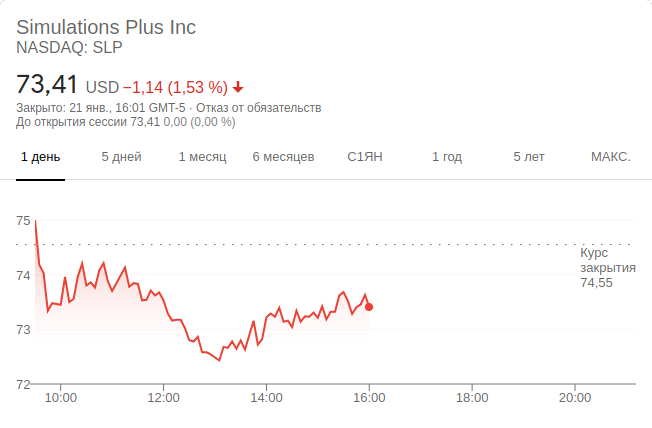 Simulations Plus Inc
NASDAQ: SLP
73,41 USD −1,14 (1,53 %)
Закрыто: 21 янв., 16:01 GMT-5 · Отказ от обязательств
До открытия сессии 73,41 0,00 (0,00 %)
1 день 5 дней 1 месяц 6 месяцев С1ЯН 1 год 5 лет МАКС.
75
Курс
закрытия
74,55
74
73
72
10:00 12:00 14:00 16:00 18:00 20:00